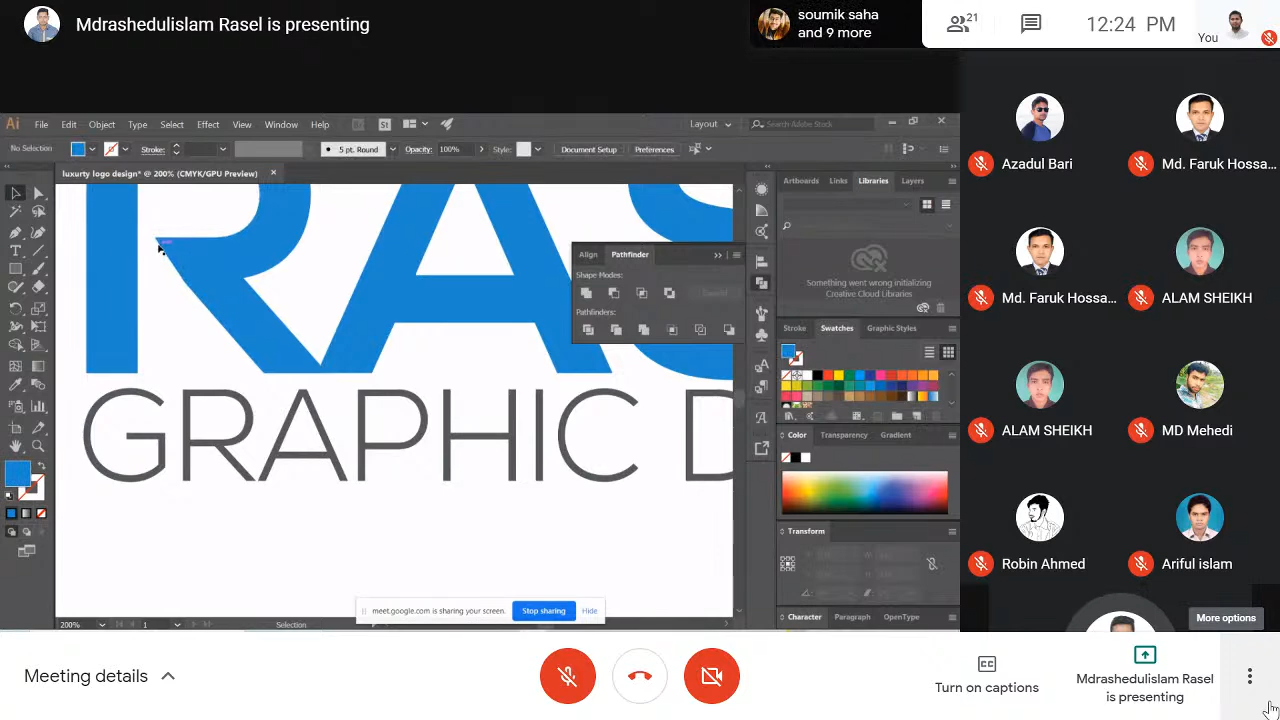 Mdrashedulislam Rasel is presenting
soumik saha
and 9 more
21
12:24 PM
You
Ai File Edit Object Type Select Effect View Window Help Br St Layout Search Adobe Stock
No Selection Stroke: 5 pt. Round Opacity: 100% Style: Document Setup Preferences
luxurty logo design* @ 200% (CMYK/GPU Preview)
RAS
GRAPHIC D
Align Pathfinder
Shape Modes:
Expand
Pathfinders:
Artboards Links Libraries Layers
Something went wrong initializing
Creative Cloud Libraries
Stroke Swatches Graphic Styles
Color Transparency Gradient
Transform
Character Paragraph OpenType
meet.google.com is sharing your screen. Stop sharing Hide
200% 1 Selection
Azadul Bari
Md. Faruk Hossa...
Md. Faruk Hossa...
ALAM SHEIKH
ALAM SHEIKH
MD Mehedi
Robin Ahmed
Ariful islam
More options
Meeting details
Turn on captions
Mdrashedulislam Rasel
is presenting